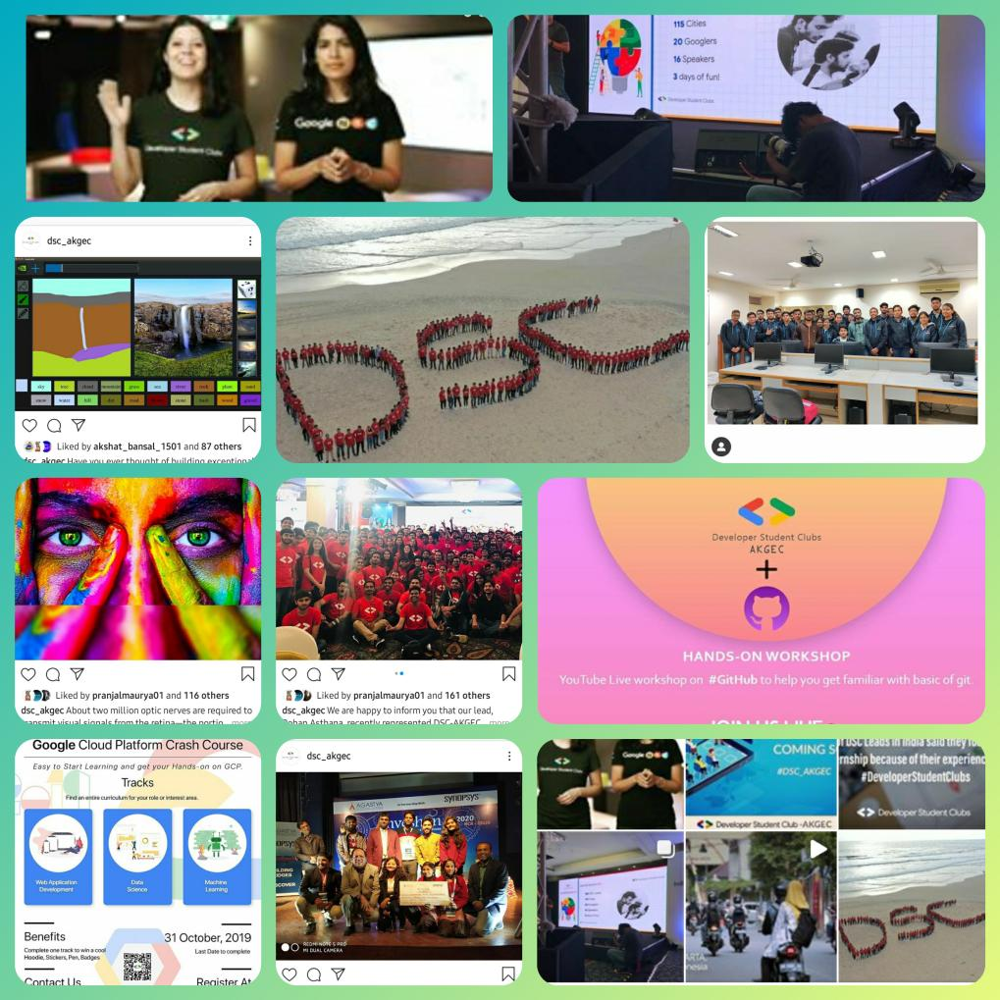 Developer Student Clubs
Google
115 Cities
20 Googlers
16 Speakers
3 days of fun!
Developer Student Clubs
dsc_akgec
sky
tree
cloud
mountain
grass
sea
river
rock
plant
sand
snow
water
hill
dirt
road
stone
bush
wood
gravel
Liked by akshat_bansal_1501 and 87 others
dsc_akgec Have you ever thought of building exceptional
DSC
Liked by pranjalmaurya01 and 116 others
dsc_akgec About two million optic nerves are required to
transmit visual signals from the retina—the portio... more
Liked by pranjalmaurya01 and 161 others
dsc_akgec We are happy to inform you that our lead,
Rohan Asthana, recently represented DSC-AKGEC ... more
Developer Student Clubs
AKGEC
+
HANDS-ON WORKSHOP
YouTube Live workshop on #GitHub to help you get familiar with basic of git.
JOIN US LIVE
Google Cloud Platform Crash Course
Easy to Start Learning and get your Hands-on on GCP.
Tracks
Find an entire curriculum for your role or interest area.
Web Application
Development
Data
Science
Machine
Learning
Benefits
31 October, 2019
Complete one track to win a cool
Hoodie, Stickers, Pen, Badges
Last Date to complete
Contact Us
Register At
dsc_akgec
AGASTYA
SYNOPSYS
2020
REDMI NOTE 5 PRO
MI DUAL CAMERA
Google
COMING S
#DSC_AKGEC
Developer Student Club -AKGEC
of DSC Leads in India said they fo
rnship because of their experienc
#DeveloperStudentClubs
Developer Student Clubs
DSC